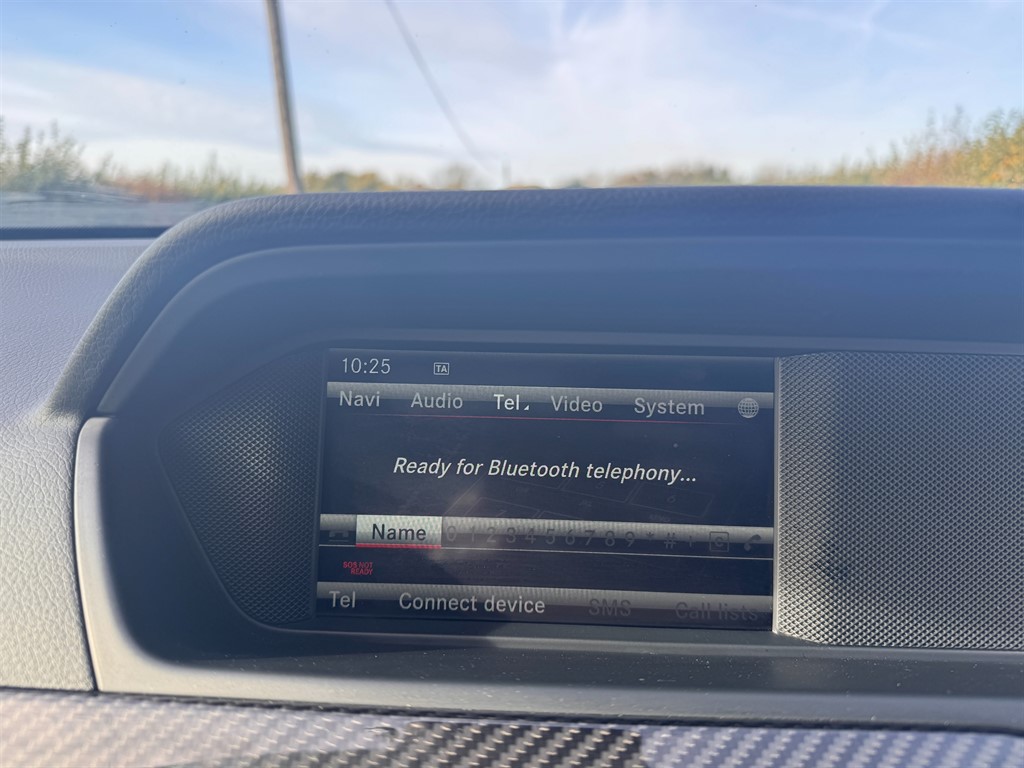 10:25 TA
Navi Audio Tel Video System
Ready for Bluetooth telephony...
Name 0 1 2 3 4 5 6 7 8 9 * # +
SOS NOT
READY
Tel Connect device SMS Call lists